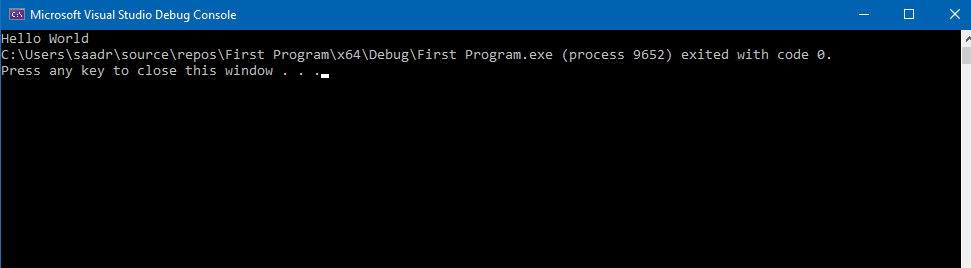 Microsoft Visual Studio Debug Console
Hello World
C:\Users\saadr\source\repos\First Program\x64\Debug\First Program.exe (process 9652) exited with code 0.
Press any key to close this window . . .